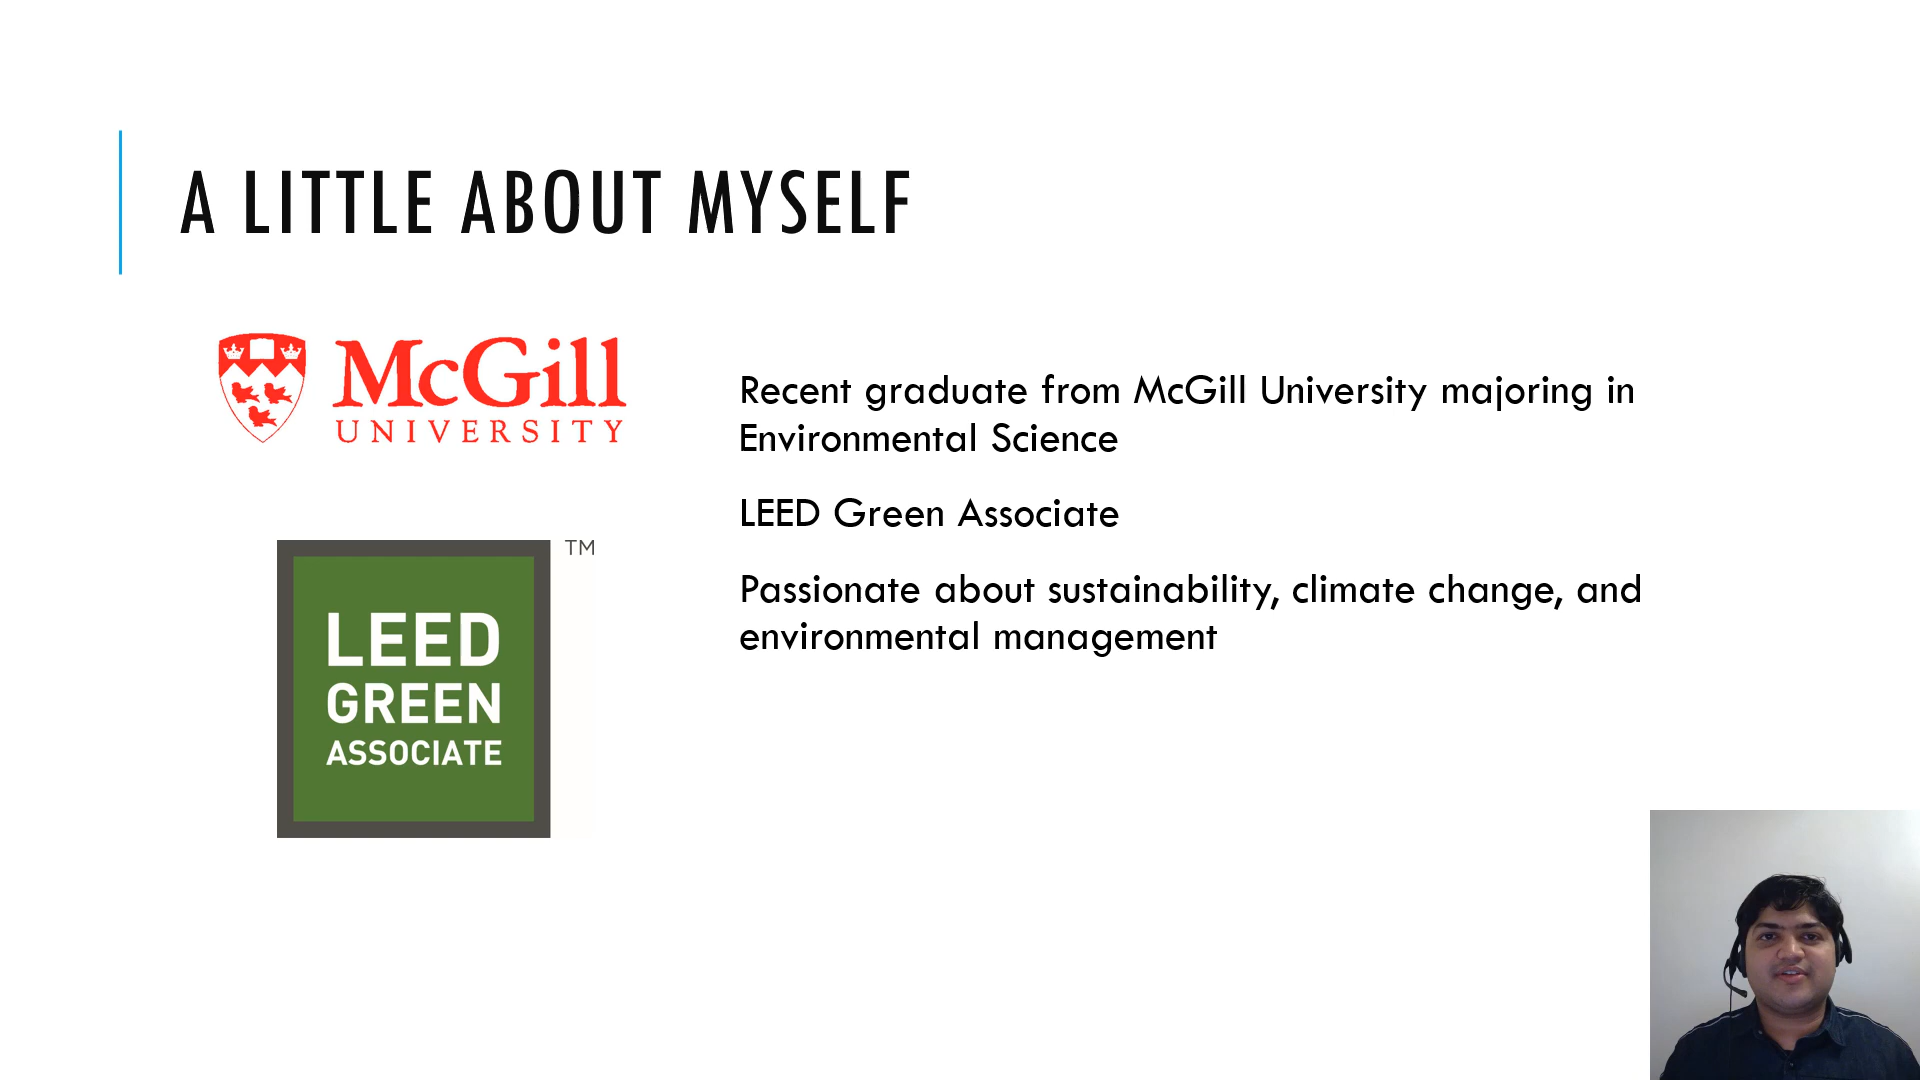 A LITTLE ABOUT MYSELF
McGill
UNIVERSITY
Recent graduate from McGill University majoring in
Environmental Science
LEED Green Associate
Passionate about sustainability, climate change, and
environmental management
TM
LEED
GREEN
ASSOCIATE